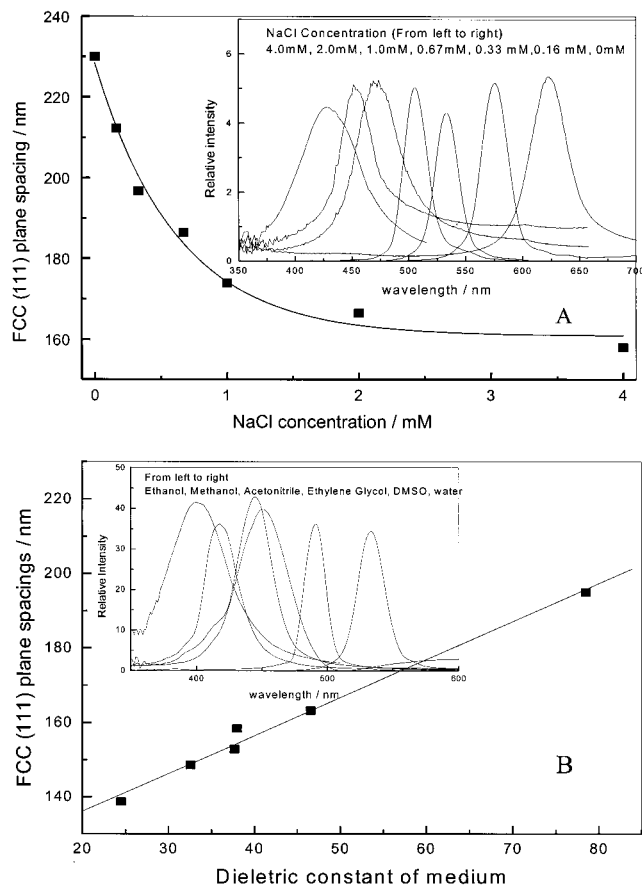 240
220
200
180
160
FCC (111) plane spacing / nm
NaCl Concentration (From left to right)
4.0mM, 2.0mM, 1.0mM, 0.67mM, 0.33 mM,0.16 mM, 0mM
6
4
2
0
Relative intensity
350 400 450 500 550 600 650 700
wavelength / nm
A
0 1 2 3 4
NaCl concentration / mM
220
200
180
160
140
FCC (111) plane spacings / nm
From left to right
Ethanol, Methanol, Acetonitrile, Ethylene Glycol, DMSO, water
50
40
30
20
10
0
Relative Intensity
400 500 600
wavelength / nm
B
20 30 40 50 60 70 80
Dielectric constant of medium